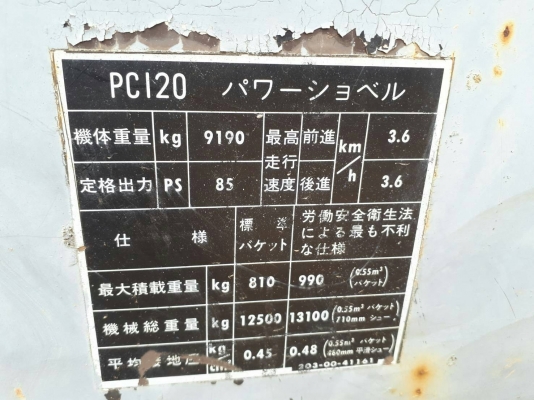 PC120 パワーショベル
機体重量 kg 9190 最高走行速度 前進 km/h 3.6
定格出力 PS 85 後進 3.6
仕様 標準バケット 労働安全衛生法による最も不利な仕様
最大積載重量 kg 810 990 (0.55m³ バケット)
機械総重量 kg 12500 13100 (0.55m³ バケット 710mm シュー)
平均接地圧 kg/cm² 0.45 0.48 (0.55m³ バケット 460mm 平滑シュー)
203-00-41161